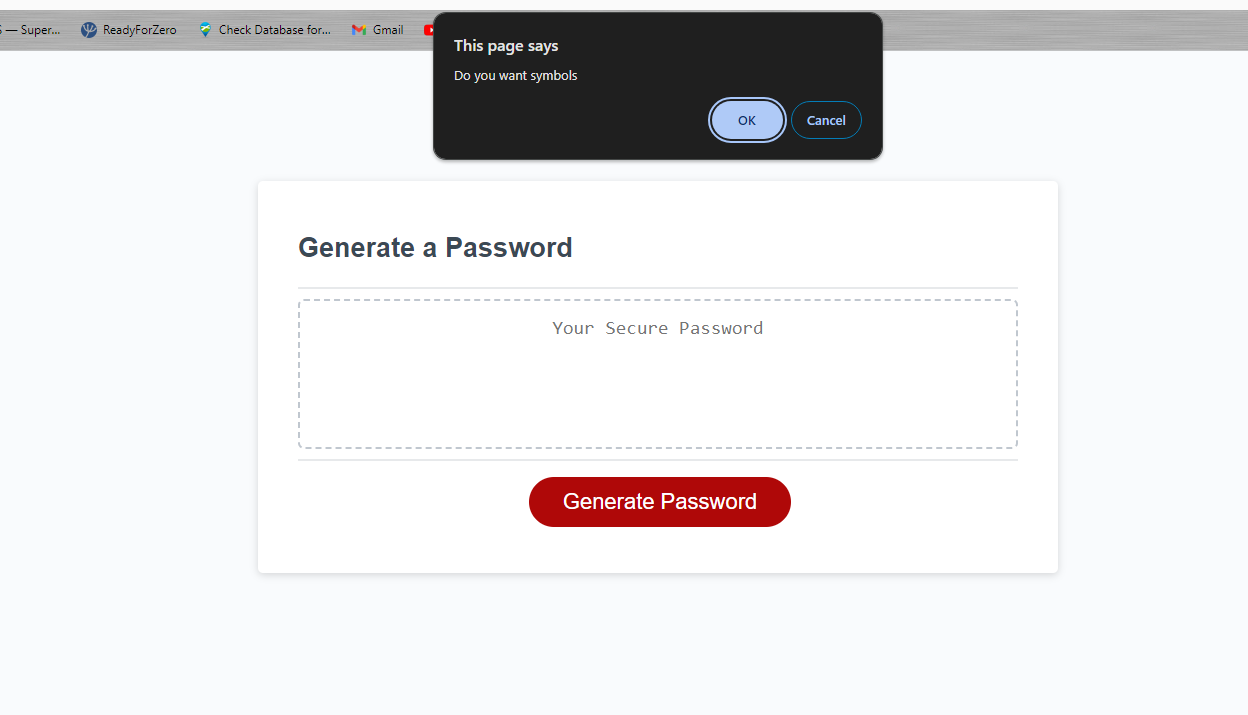 S — Super... ReadyForZero Check Database for... Gmail
This page says
Do you want symbols
OK Cancel
Generate a Password
Your Secure Password
Generate Password